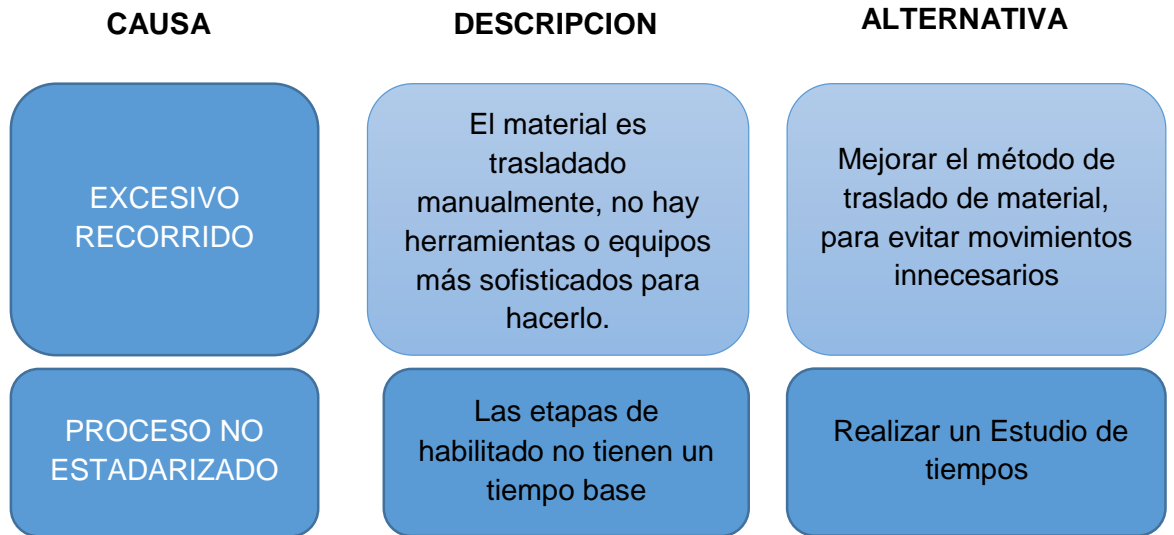 CAUSA
DESCRIPCION
ALTERNATIVA
EXCESIVO
RECORRIDO
El material es
trasladado
manualmente, no hay
herramientas o equipos
más sofisticados para
hacerlo.
Mejorar el método de
traslado de material,
para evitar movimientos
innecesarios
PROCESO NO
ESTADARIZADO
Las etapas de
habilitado no tienen un
tiempo base
Realizar un Estudio de
tiempos